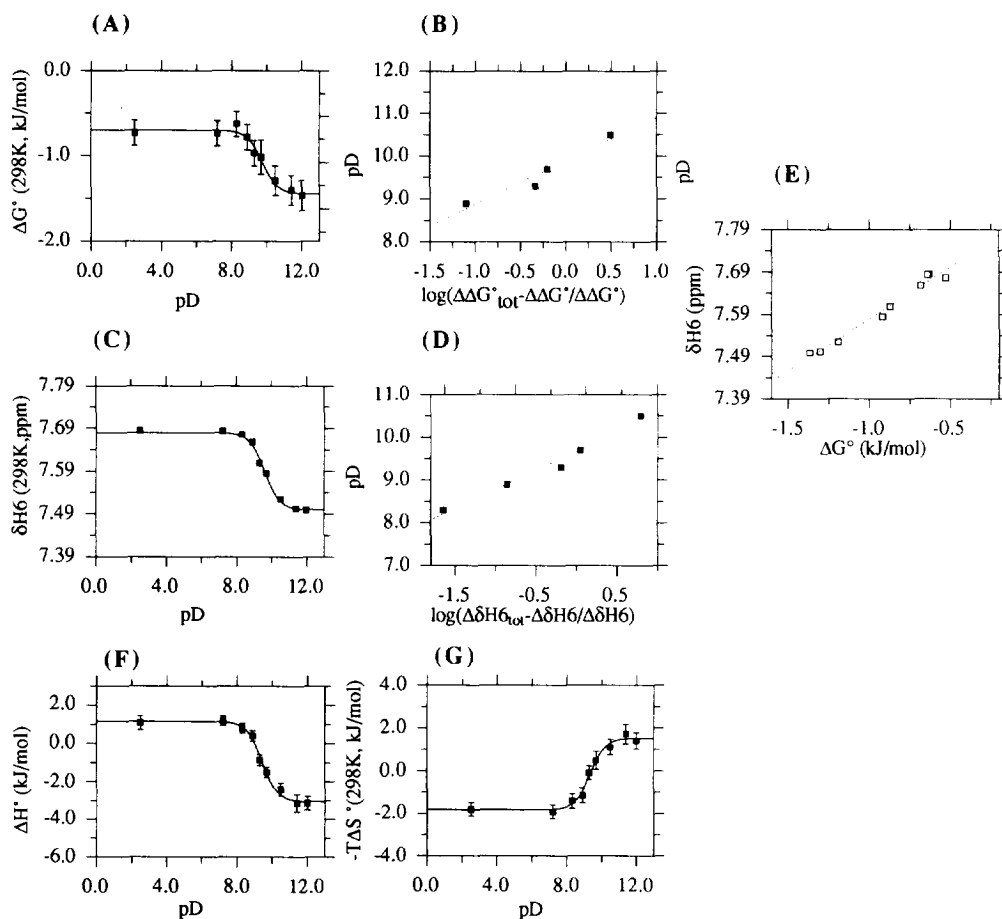 (A)
ΔG° (298K, kJ/mol)
0.0
-1.0
-2.0
0.0 4.0 8.0 12.0
pD
(B)
pD
12.0
11.0
10.0
9.0
8.0
-1.5 -1.0 -0.5 0.0 0.5 1.0
log(ΔΔG°tot-ΔΔG°/ΔΔG°)
pD
(C)
δH6 (298K,ppm)
7.79
7.69
7.59
7.49
7.39
0.0 4.0 8.0 12.0
pD
(D)
pD
11.0
10.0
9.0
8.0
7.0
-1.5 -0.5 0.5
log(ΔδH6tot-ΔδH6/ΔδH6)
(E)
δH6 (ppm)
7.79
7.69
7.59
7.49
7.39
-1.5 -1.0 -0.5
ΔG° (kJ/mol)
(F)
ΔH° (kJ/mol)
2.0
0.0
-2.0
-4.0
-6.0
0.0 4.0 8.0 12.0
pD
(G)
-TΔS° (298K, kJ/mol)
4.0
2.0
0.0
-2.0
-4.0
0.0 4.0 8.0 12.0
pD